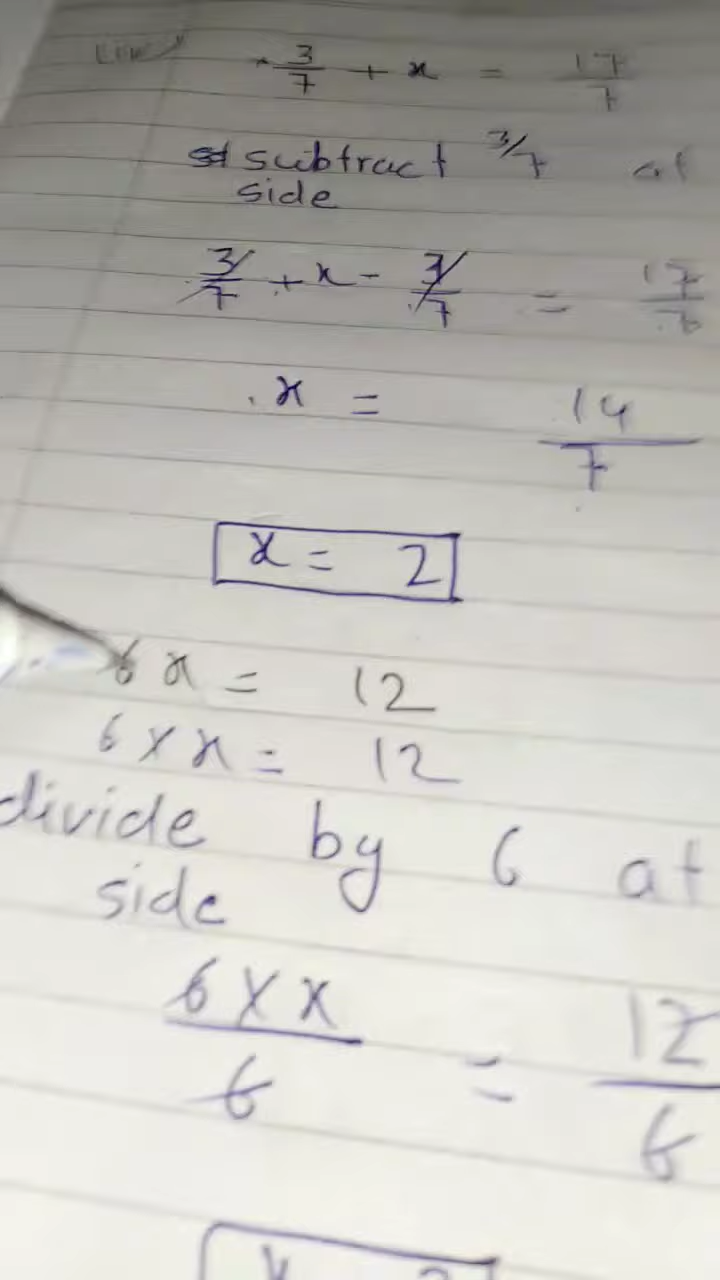 3/7 + x = 17/7
subtract 3/7 at
side
3/7 + x - 3/7 = 17/7
x = 14/7
x = 2
6x = 12
6 × x = 12
divide by 6 at
side
6 × x / 6 = 12/6